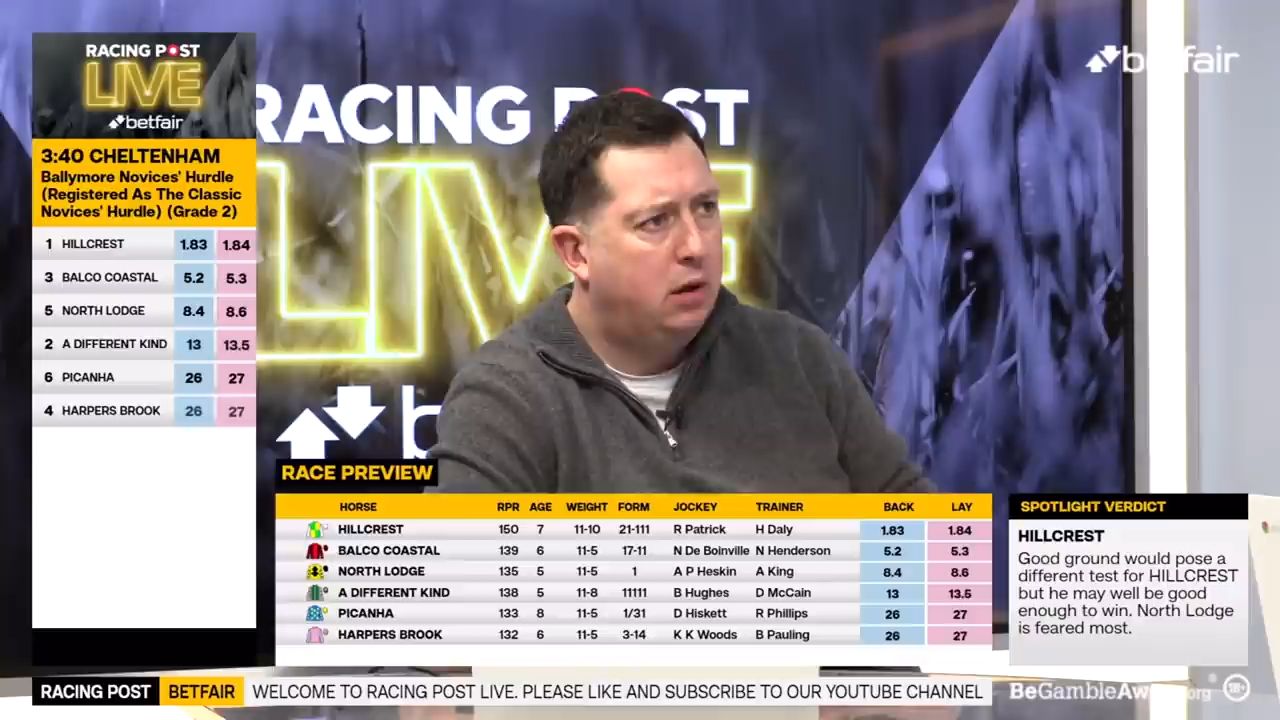 RACING POST
LIVE
betfair
3:40 CHELTENHAM
Ballymore Novices' Hurdle
(Registered As The Classic
Novices' Hurdle) (Grade 2)
1 HILLCREST 1.83 1.84
3 BALCO COASTAL 5.2 5.3
5 NORTH LODGE 8.4 8.6
2 A DIFFERENT KIND 13 13.5
6 PICANHA 26 27
4 HARPERS BROOK 26 27
RACING POST
LIVE
betfair
RACE PREVIEW
HORSE RPR AGE WEIGHT FORM JOCKEY TRAINER BACK LAY
HILLCREST 150 7 11-10 21-111 R Patrick H Daly 1.83 1.84
BALCO COASTAL 139 6 11-5 17-11 N De Boinville N Henderson 5.2 5.3
NORTH LODGE 135 5 11-5 1 A P Heskin A King 8.4 8.6
A DIFFERENT KIND 138 5 11-8 11111 B Hughes D McCain 13 13.5
PICANHA 133 8 11-5 1/31 D Hiskett R Phillips 26 27
HARPERS BROOK 132 6 11-5 3-14 K K Woods B Pauling 26 27
SPOTLIGHT VERDICT
HILLCREST
Good ground would pose a
different test for HILLCREST
but he may well be good
enough to win. North Lodge
is feared most.
RACING POST BETFAIR WELCOME TO RACING POST LIVE. PLEASE LIKE AND SUBSCRIBE TO OUR YOUTUBE CHANNEL
BeGambleAware.org 18+